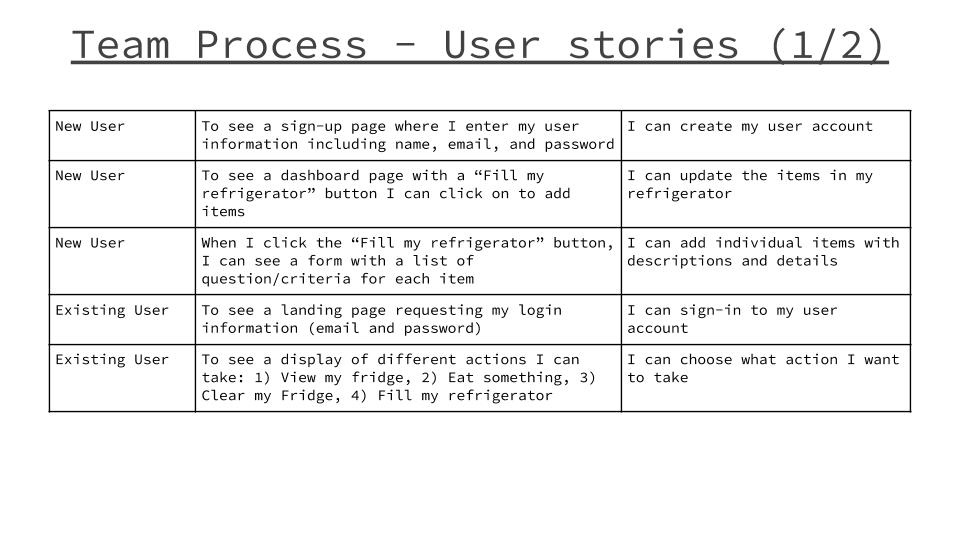 Team Process - User stories (1/2)
New User
To see a sign-up page where I enter my user
information including name, email, and password
I can create my user account
New User
To see a dashboard page with a “Fill my
refrigerator” button I can click on to add
items
I can update the items in my
refrigerator
New User
When I click the “Fill my refrigerator” button,
I can see a form with a list of
question/criteria for each item
I can add individual items with
descriptions and details
Existing User
To see a landing page requesting my login
information (email and password)
I can sign-in to my user
account
Existing User
To see a display of different actions I can
take: 1) View my fridge, 2) Eat something, 3)
Clear my Fridge, 4) Fill my refrigerator
I can choose what action I want
to take